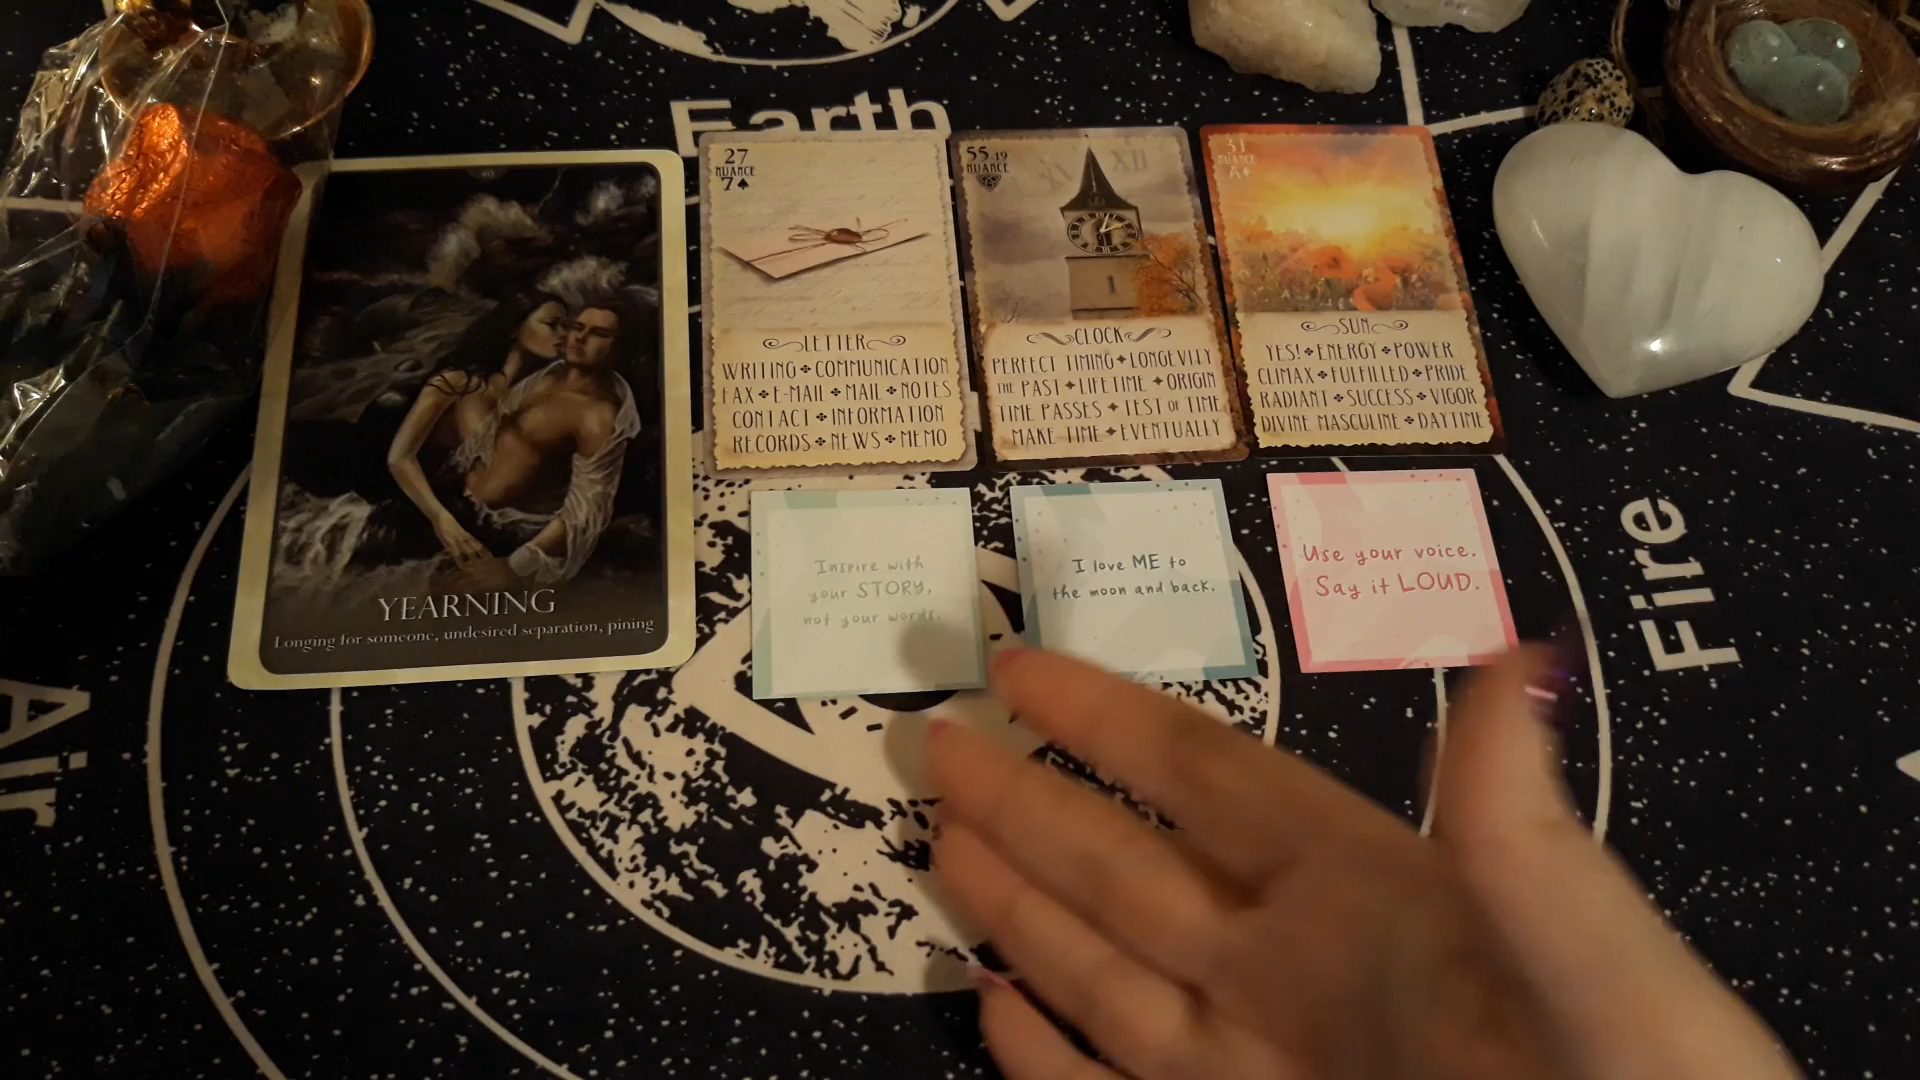 Earth
YEARNING
Longing for someone, undesired separation, pining
27
NUANCE
7♠
LETTER
WRITING ❖ COMMUNICATION
FAX ❖ E-MAIL ❖ MAIL ❖ NOTES
CONTACT ❖ INFORMATION
RECORDS ❖ NEWS ❖ MEMO
55.19
NUANCE
XII
CLOCK
PERFECT TIMING ✦ LONGEVITY
THE PAST ✦ LIFETIME ✦ ORIGIN
TIME PASSES ✦ TEST OF TIME
MAKE TIME ✦ EVENTUALLY
31
NUANCE
A♦
SUN
YES! ❖ ENERGY ❖ POWER
CLIMAX ❖ FULFILLED ❖ PRIDE
RADIANT ❖ SUCCESS ❖ VIGOR
DIVINE MASCULINE ❖ DAYTIME
Inspire with
your STORY,
not your words.
I love ME to
the moon and back.
Use your voice.
Say it LOUD.
Air
Fire